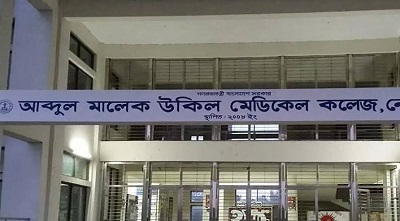 গণপ্রজাতন্ত্রী বাংলাদেশ সরকার
আব্দুল মালেক উকিল মেডিকেল কলেজ,নো
স্থাপিত : ২০০৮ ইং